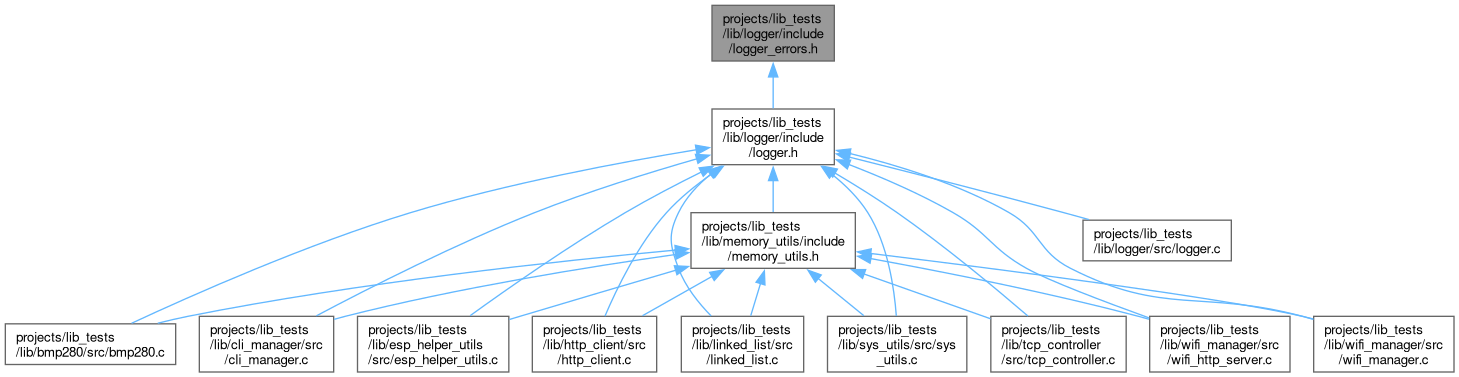 projects/lib_tests
/lib/logger/include
/logger_errors.h
projects/lib_tests
/lib/logger/include
/logger.h
projects/lib_tests
/lib/memory_utils/include
/memory_utils.h
projects/lib_tests
/lib/logger/src/logger.c
projects/lib_tests
/lib/bmp280/src/bmp280.c
projects/lib_tests
/lib/cli_manager/src
/cli_manager.c
projects/lib_tests
/lib/esp_helper_utils
/src/esp_helper_utils.c
projects/lib_tests
/lib/http_client/src
/http_client.c
projects/lib_tests
/lib/linked_list/src
/linked_list.c
projects/lib_tests
/lib/sys_utils/src/sys
_utils.c
projects/lib_tests
/lib/tcp_controller
/src/tcp_controller.c
projects/lib_tests
/lib/wifi_manager/src
/wifi_http_server.c
projects/lib_tests
/lib/wifi_manager/src
/wifi_manager.c